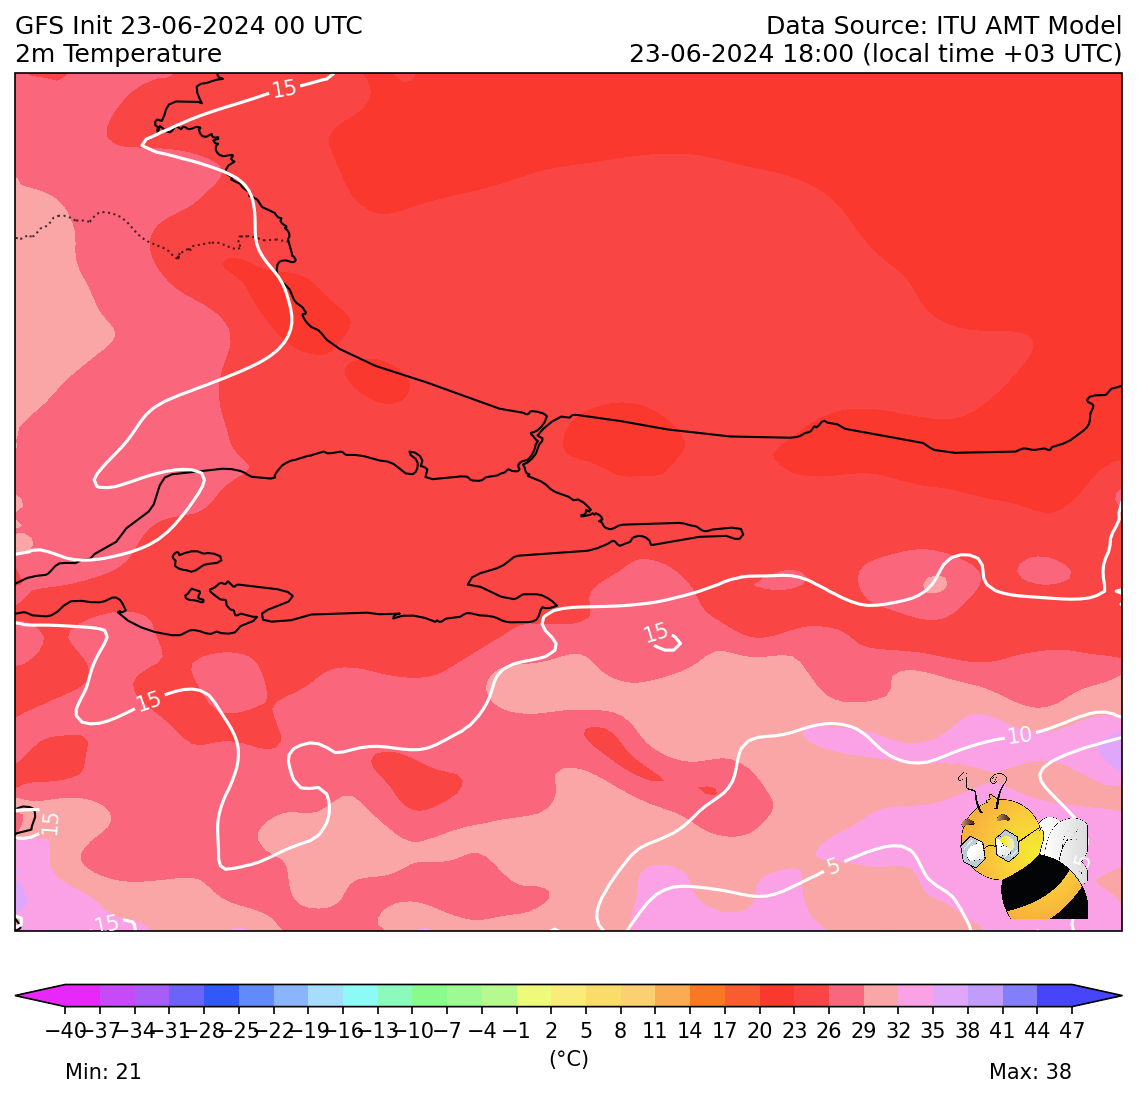 GFS Init 23-06-2024 00 UTC
Data Source: ITU AMT Model
2m Temperature
23-06-2024 18:00 (local time +03 UTC)
15
15
15
10
15
5
5
15
−40 −37 −34 −31 −28 −25 −22 −19 −16 −13 −10 −7 −4 −1 2 5 8 11 14 17 20 23 26 29 32 35 38 41 44 47
(°C)
Min: 21
Max: 38